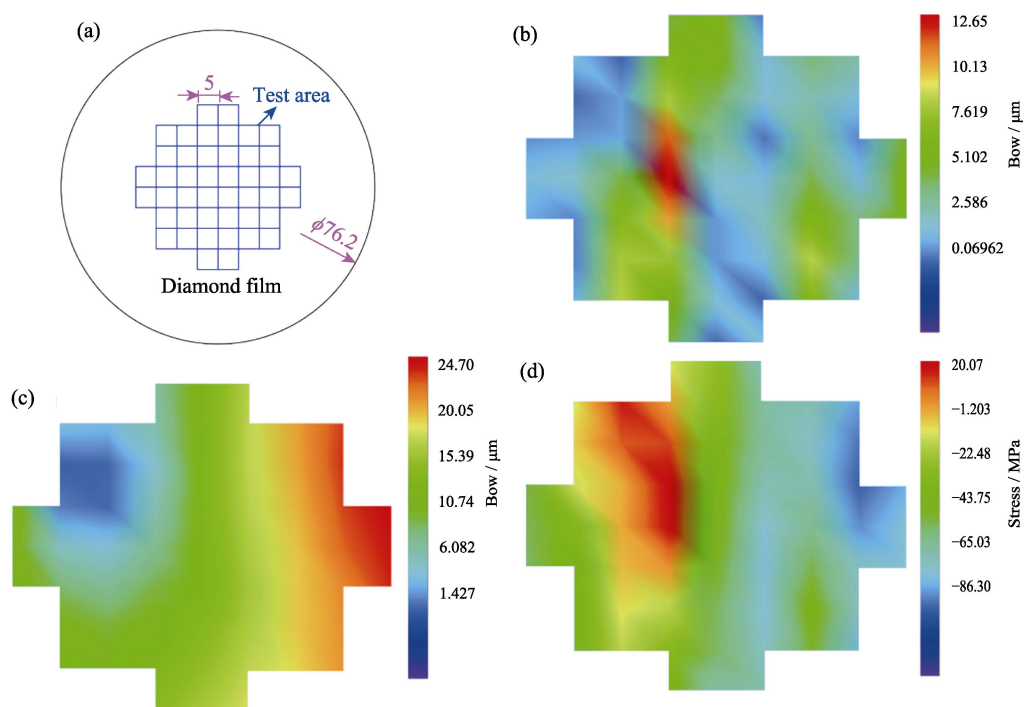 (a)
5
Test area
ϕ76.2
Diamond film
(b)
12.65
10.13
7.619
5.102
2.586
0.06962
Bow / μm
(c)
24.70
20.05
15.39
10.74
6.082
1.427
Bow / μm
(d)
20.07
−1.203
−22.48
−43.75
−65.03
−86.30
Stress / MPa